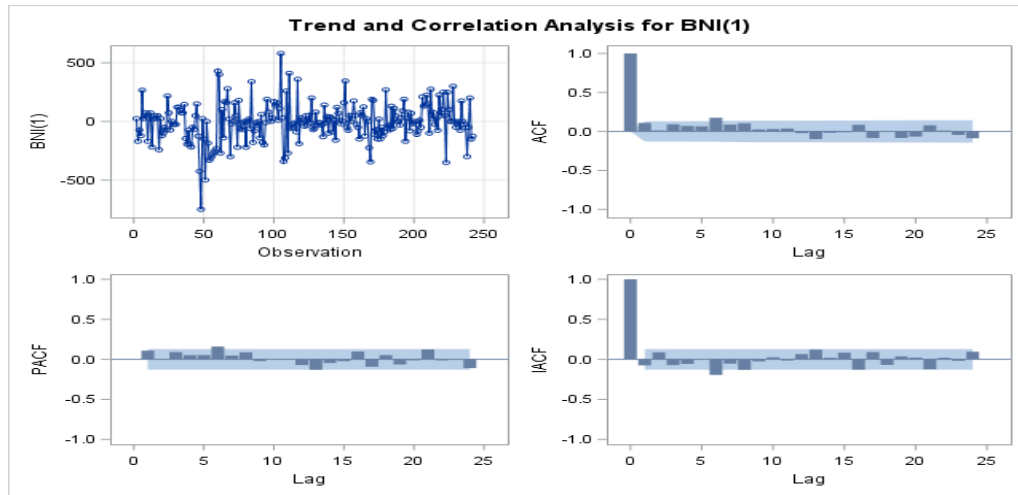 Trend and Correlation Analysis for BNI(1)
BNI(1)
500
0
-500
0 50 100 150 200 250
Observation
ACF
1.0
0.5
0.0
-0.5
-1.0
0 5 10 15 20 25
Lag
PACF
1.0
0.5
0.0
-0.5
-1.0
0 5 10 15 20 25
Lag
IACF
1.0
0.5
0.0
-0.5
-1.0
0 5 10 15 20 25
Lag